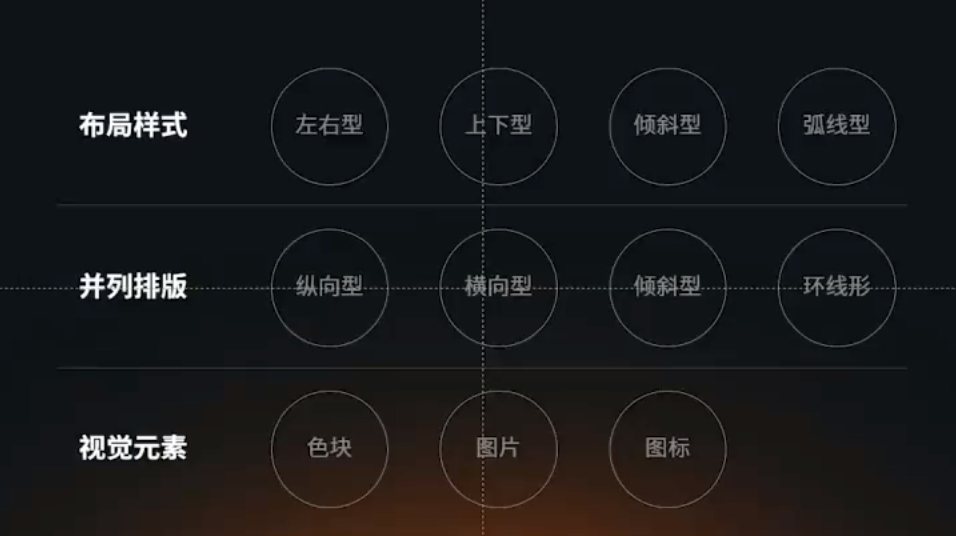 布局样式 左右型 上下型 倾斜型 弧线型
并列排版 纵向型 横向型 倾斜型 环线形
视觉元素 色块 图片 图标